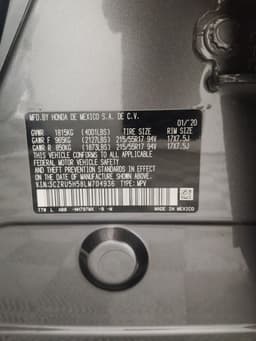 MFD.BY HONDA DE MEXICO S.A. DE C.V.
01/'20
GVWR 1815KG (4001LBS) TIRE SIZE RIM SIZE
GAWR F 965KG (2127LBS) 215/55R17 94V 17X7.5J
GAWR R 850KG (1873LBS) 215/55R17 94V 17X7.5J
THIS VEHICLE CONFORMS TO ALL APPLICABLE
FEDERAL MOTOR VEHICLE SAFETY AND
THEFT PREVENTION STANDARDS IN EFFECT ON
THE DATE OF MANUFACTURE SHOWN ABOVE.
V.I.N:3CZRU5H58LM704936 TYPE: MPV
MADE
IN MEXICO